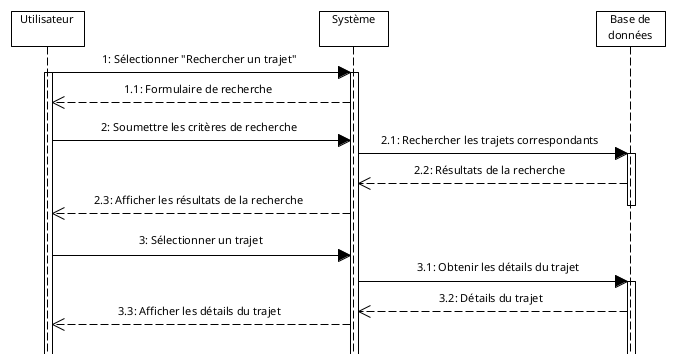 Utilisateur
Système
Base de
données
1: Sélectionner "Rechercher un trajet"
1.1: Formulaire de recherche
2: Soumettre les critères de recherche
2.1: Rechercher les trajets correspondants
2.2: Résultats de la recherche
2.3: Afficher les résultats de la recherche
3: Sélectionner un trajet
3.1: Obtenir les détails du trajet
3.2: Détails du trajet
3.3: Afficher les détails du trajet